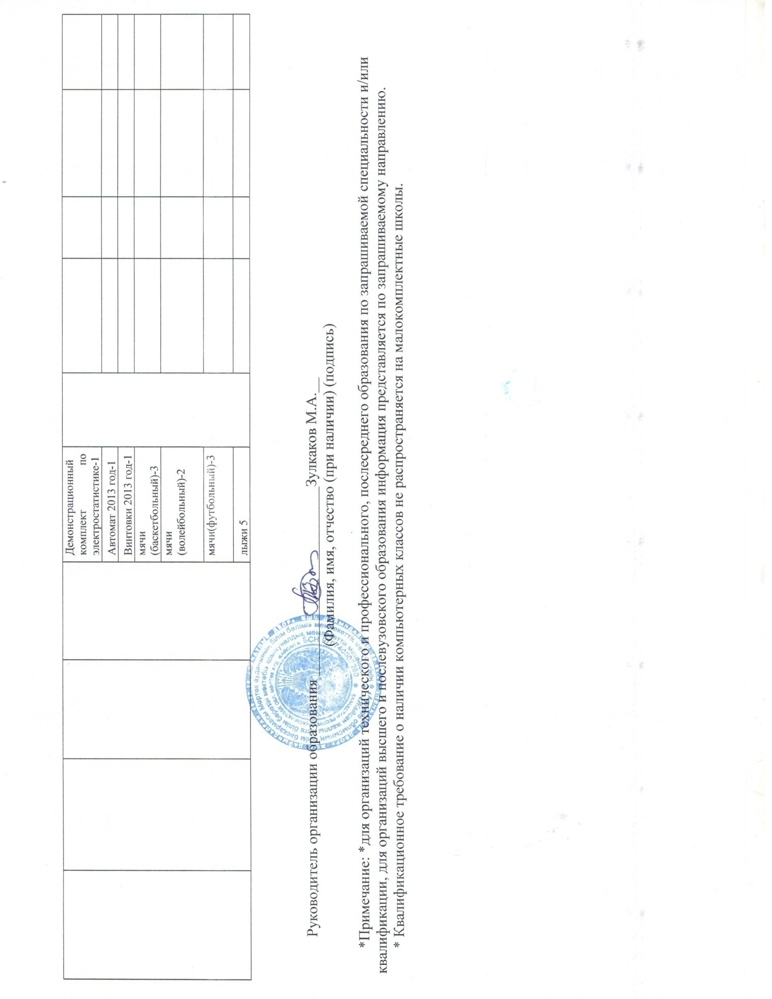 Демонстрационный
комплект по
электростатистике-1
Автомат 2013 год-1
Винтовки 2013 год-1
мячи
(баскетбольный)-3
мячи
(волейбольный)-2
мячи(футбольный)-3
лыжи 5
Руководитель организации образования ____________________________ Зулкаков М.А.__
(Фамилия, имя, отчество (при наличии) (подпись)
*Примечание: *для организаций технического и профессионального, послесреднего образования по запрашиваемой специальности и/или
квалификации, для организаций высшего и послевузовского образования информация представляется по запрашиваемому направлению.
* Квалификационное требование о наличии компьютерных классов не распространяется на малокомплектные школы.